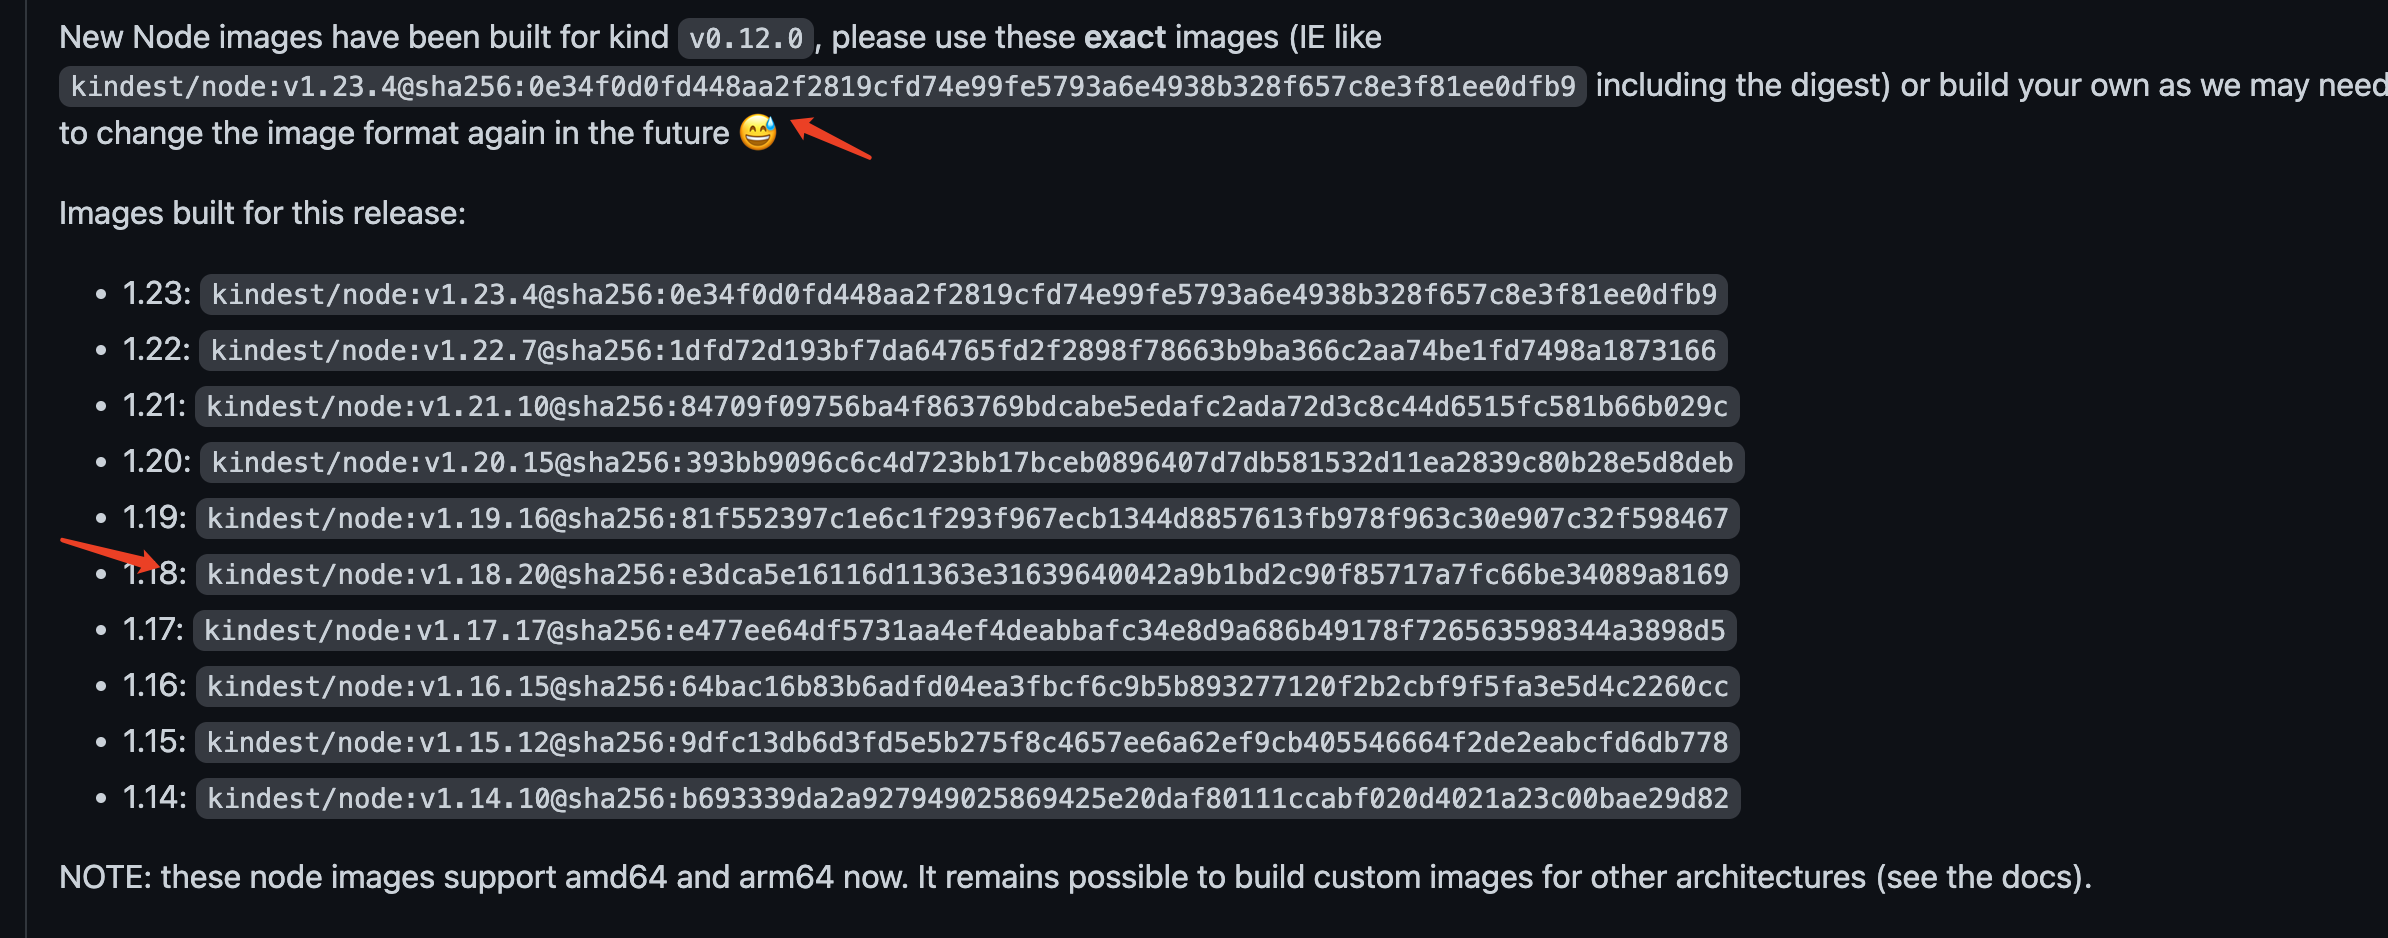 New Node images have been built for kind v0.12.0, please use these exact images (IE like
kindest/node:v1.23.4@sha256:0e34f0d0fd448aa2f2819cfd74e99fe5793a6e4938b328f657c8e3f81ee0dfb9 including the digest) or build your own as we may need
to change the image format again in the future 😅
Images built for this release:
• 1.23: kindest/node:v1.23.4@sha256:0e34f0d0fd448aa2f2819cfd74e99fe5793a6e4938b328f657c8e3f81ee0dfb9
• 1.22: kindest/node:v1.22.7@sha256:1dfd72d193bf7da64765fd2f2898f78663b9ba366c2aa74be1fd7498a1873166
• 1.21: kindest/node:v1.21.10@sha256:84709f09756ba4f863769bdcabe5edafc2ada72d3c8c44d6515fc581b66b029c
• 1.20: kindest/node:v1.20.15@sha256:393bb9096c6c4d723bb17bceb0896407d7db581532d11ea2839c80b28e5d8deb
• 1.19: kindest/node:v1.19.16@sha256:81f552397c1e6c1f293f967ecb1344d8857613fb978f963c30e907c32f598467
• 1.18: kindest/node:v1.18.20@sha256:e3dca5e16116d11363e31639640042a9b1bd2c90f85717a7fc66be34089a8169
• 1.17: kindest/node:v1.17.17@sha256:e477ee64df5731aa4ef4deabbafc34e8d9a686b49178f726563598344a3898d5
• 1.16: kindest/node:v1.16.15@sha256:64bac16b83b6adfd04ea3fbcf6c9b5b893277120f2b2cbf9f5fa3e5d4c2260cc
• 1.15: kindest/node:v1.15.12@sha256:9dfc13db6d3fd5e5b275f8c4657ee6a62ef9cb405546664f2de2eabcfd6db778
• 1.14: kindest/node:v1.14.10@sha256:b693339da2a927949025869425e20daf80111ccabf020d4021a23c00bae29d82
NOTE: these node images support amd64 and arm64 now. It remains possible to build custom images for other architectures (see the docs).